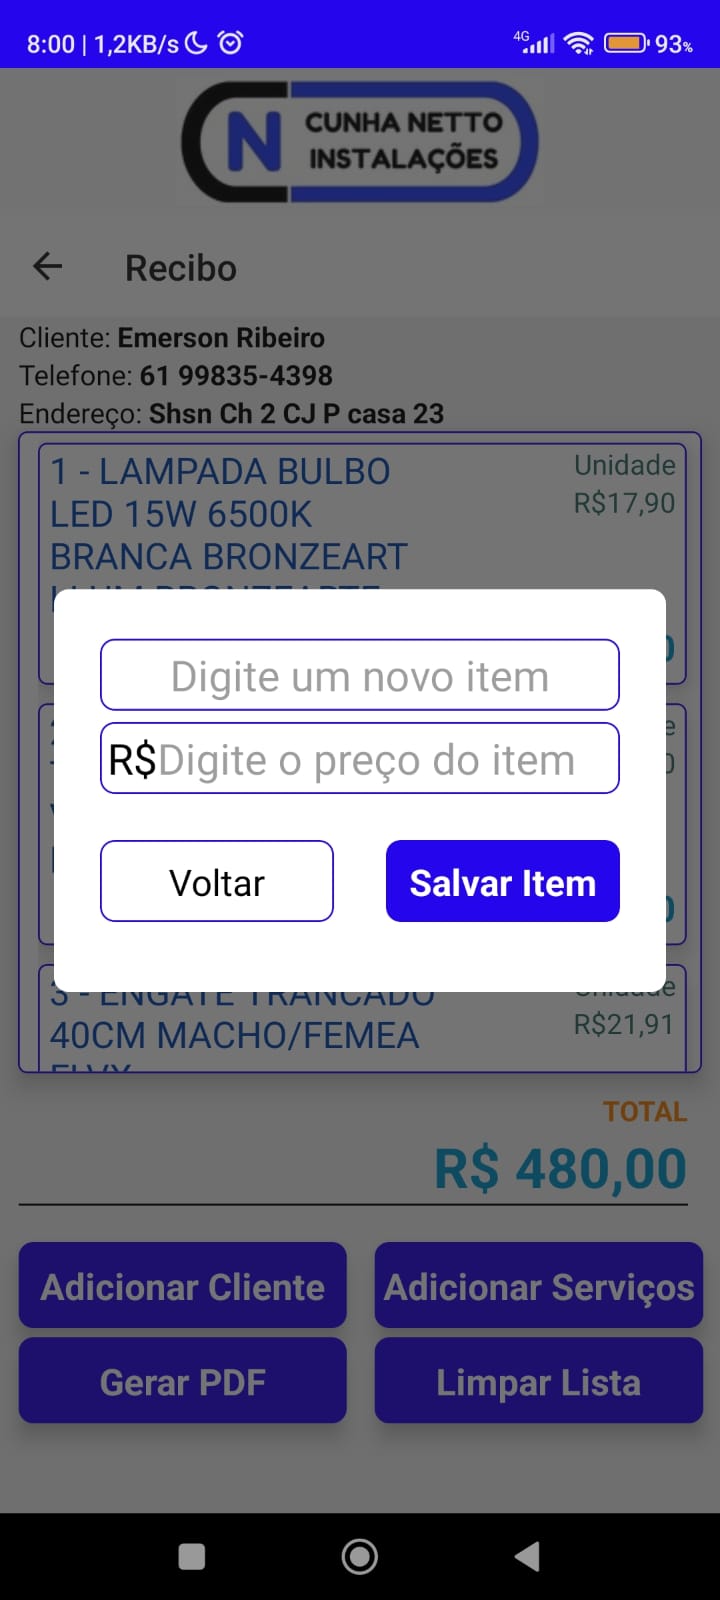 8:00 | 1,2KB/s 4G 93%
CUNHA NETTO
INSTALAÇÕES
N
Recibo
Cliente: Emerson Ribeiro
Telefone: 61 99835-4398
Endereço: Shsn Ch 2 CJ P casa 23
1 - LAMPADA BULBO
LED 15W 6500K
BRANCA BRONZEART
Unidade
R$17,90
Digite um novo item
R$Digite o preço do item
Voltar
Salvar Item
3 - ENGATE TRANCADO
40CM MACHO/FEMEA
Unidade
R$21,91
TOTAL
R$ 480,00
Adicionar Cliente
Adicionar Serviços
Gerar PDF
Limpar Lista